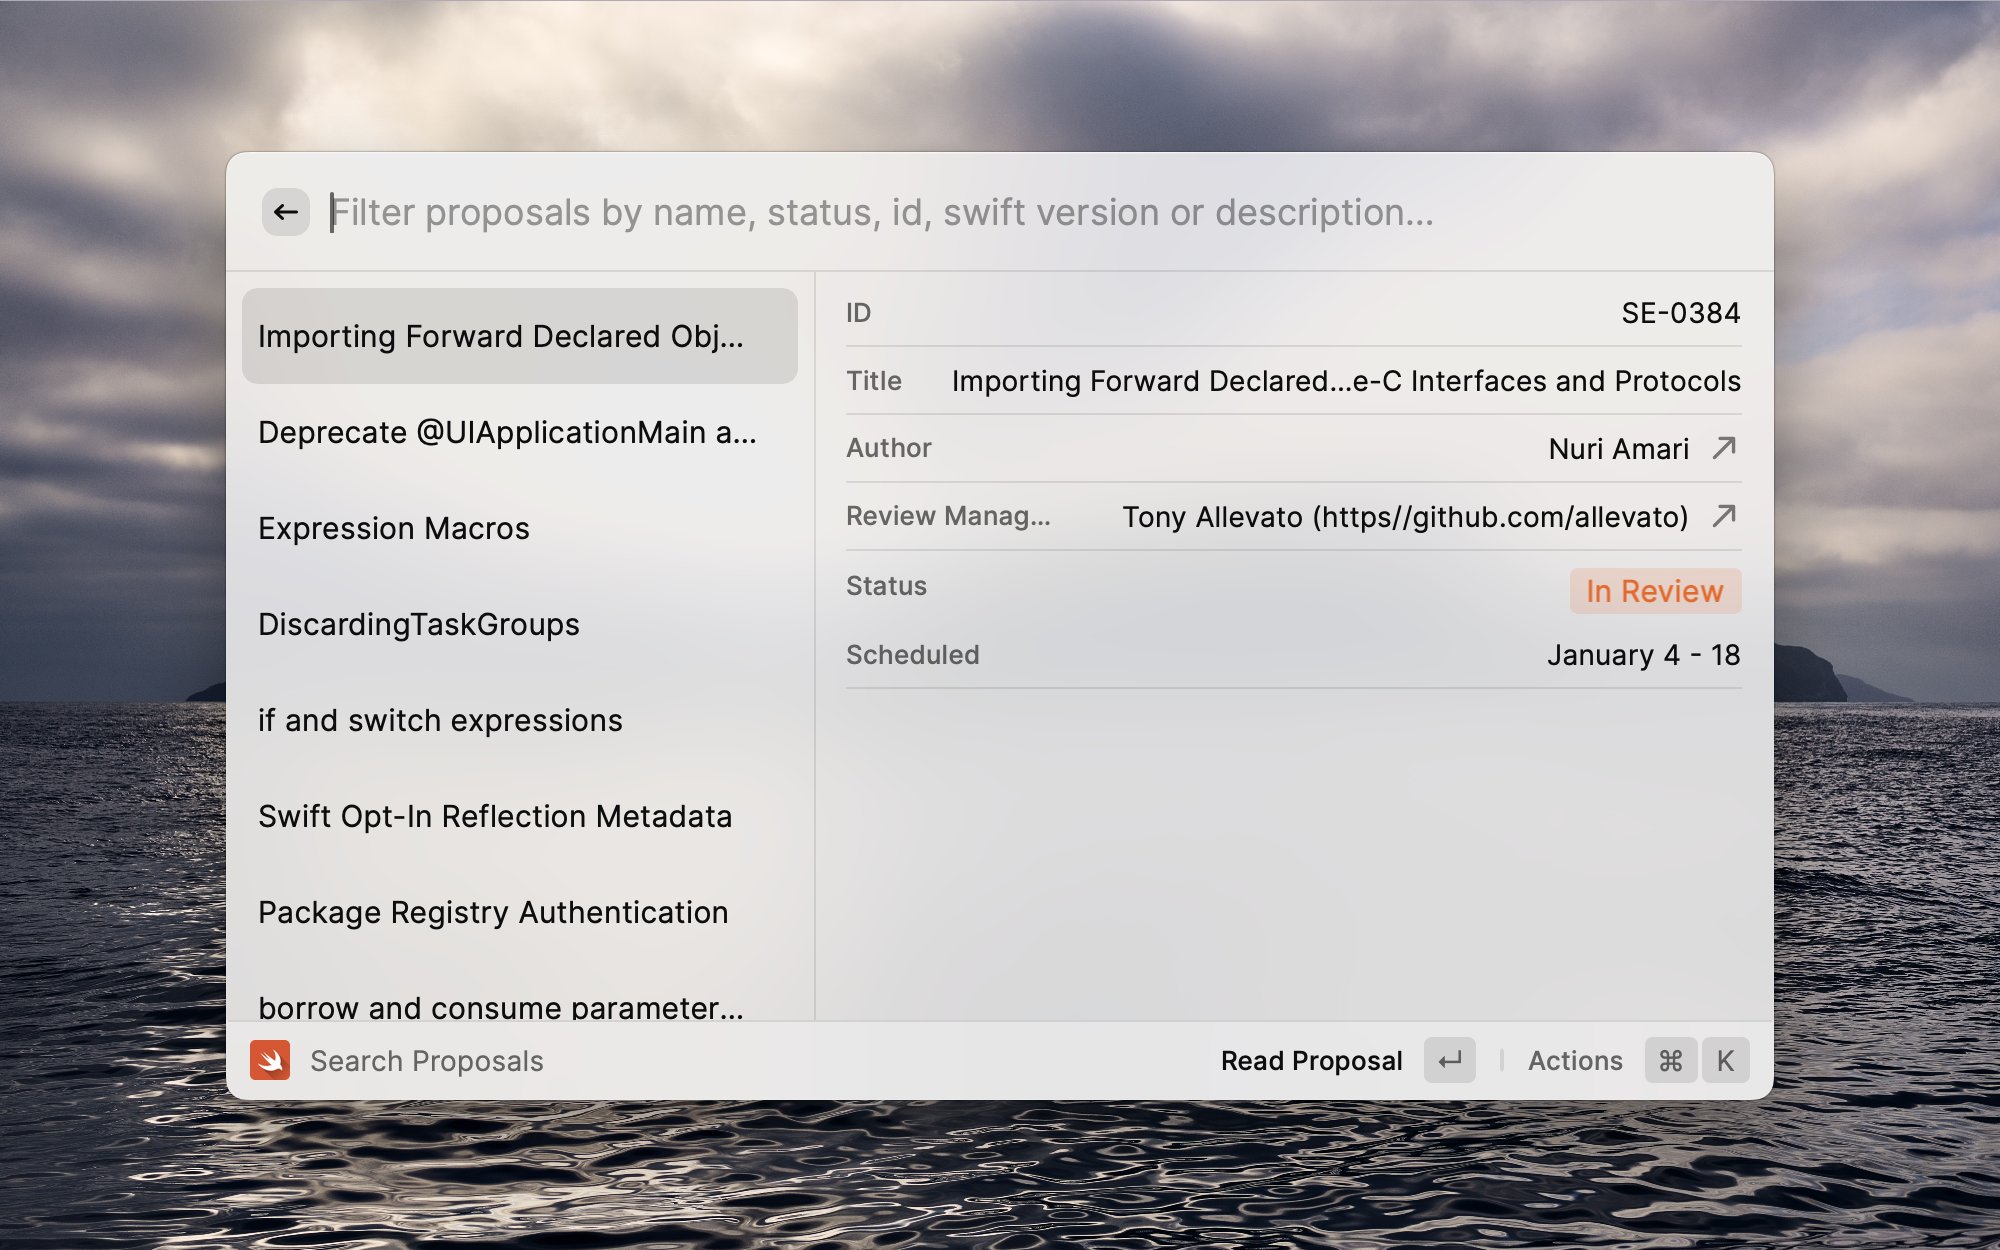 Filter proposals by name, status, id, swift version or description...
Importing Forward Declared Obj...
Deprecate @UIApplicationMain a...
Expression Macros
DiscardingTaskGroups
if and switch expressions
Swift Opt-In Reflection Metadata
Package Registry Authentication
borrow and consume parameter...
ID SE-0384
Title Importing Forward Declared...e-C Interfaces and Protocols
Author Nuri Amari
Review Manag... Tony Allevato (https//github.com/allevato)
Status In Review
Scheduled January 4 - 18
Search Proposals
Read Proposal ↵ | Actions ⌘ K